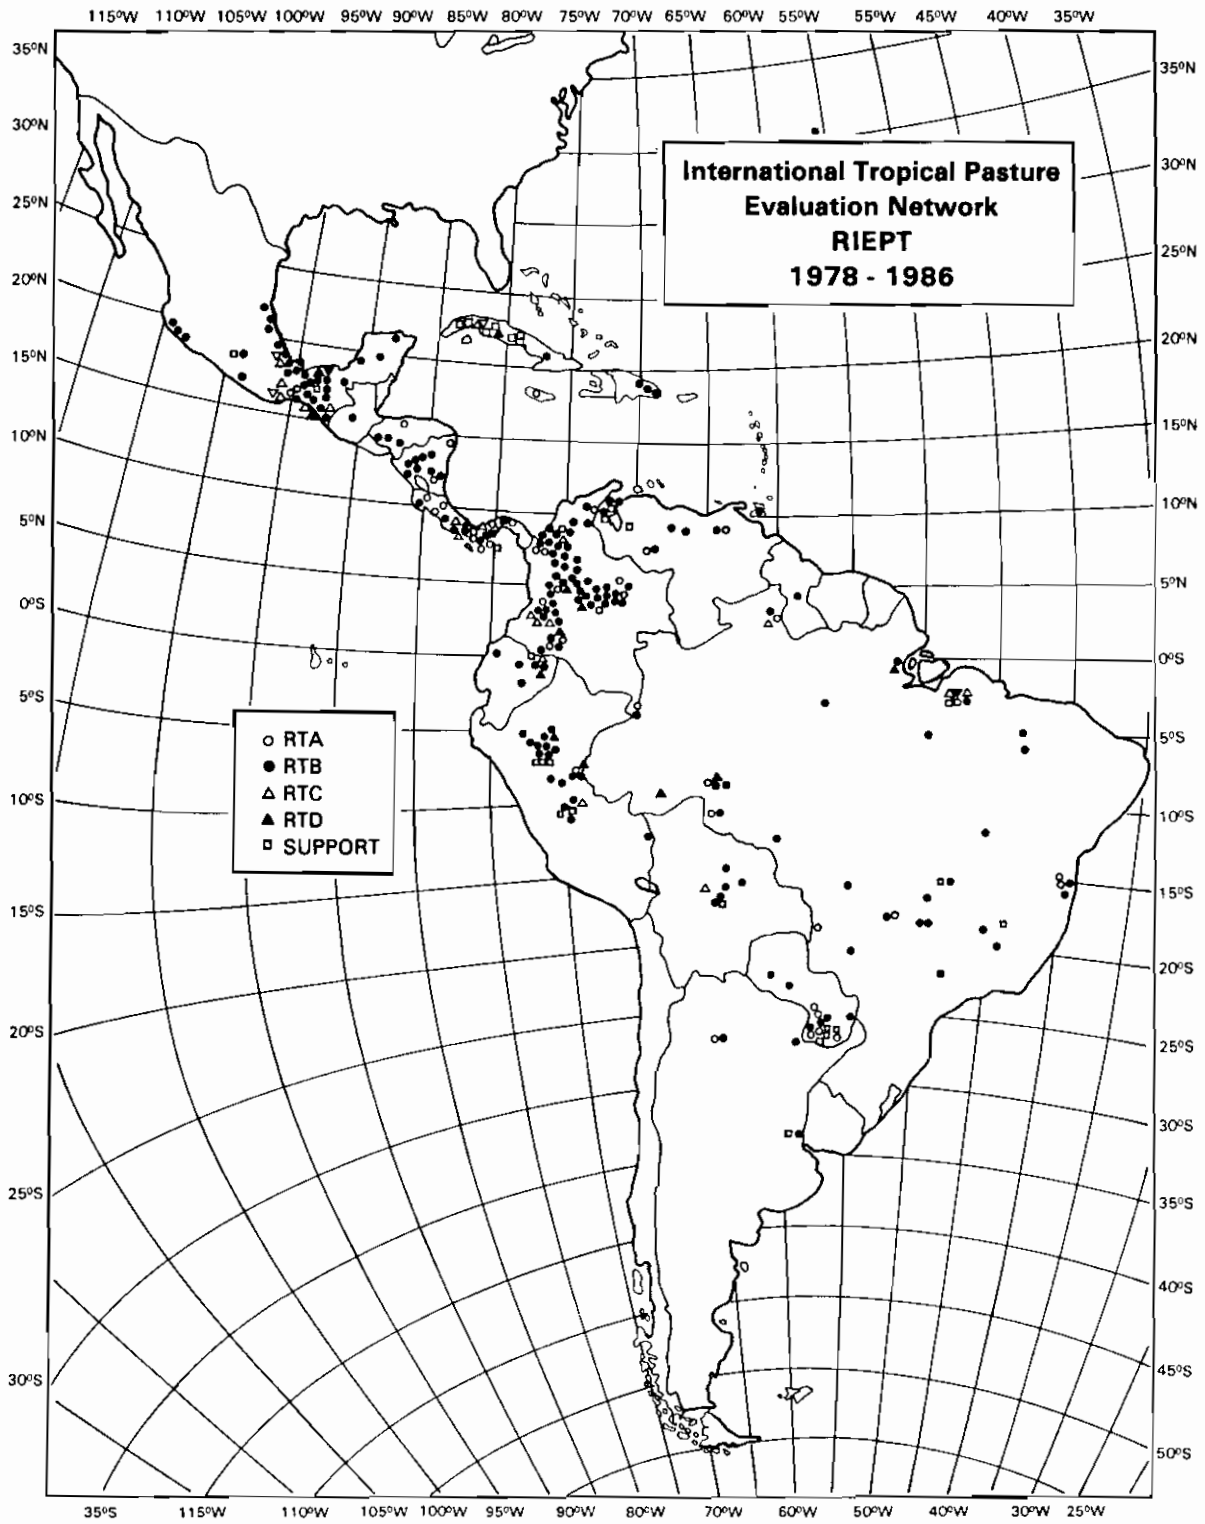 115°W 110°W 105°W 100°W 95°W 90°W 85°W 80°W 75°W 70°W 65°W 60°W 55°W 55°W 45°W 40°W 35°W
35°N
35°N
30°N
30°N
25°N
25°N
20°N
20°N
15°N
15°N
10°N
10°N
5°N
5°N
0°S
0°S
5°S
5°S
10°S
10°S
15°S
15°S
20°S
20°S
25°S
25°S
30°S
30°S
35°S
40°S
45°S
50°S
International Tropical Pasture
Evaluation Network
RIEPT
1978 - 1986
RTA
RTB
RTC
RTD
SUPPORT
35°S 115°W 110°W 105°W 100°W 95°W 90°W 80°W 70°W 60°W 50°W 40°W 30°W 25°W